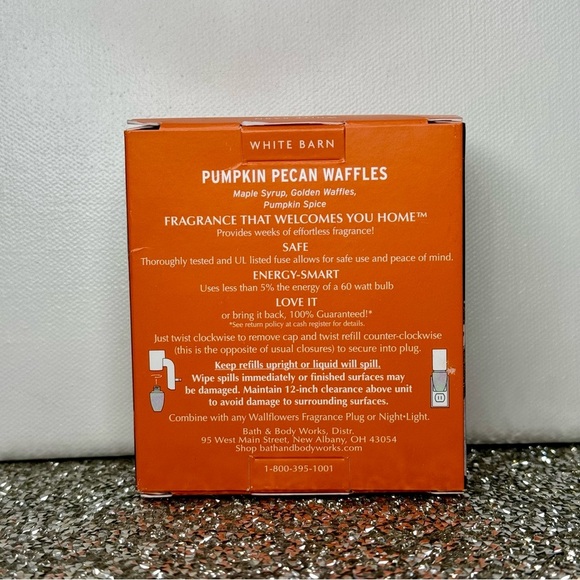 WHITE BARN
PUMPKIN PECAN WAFFLES
Maple Syrup, Golden Waffles,
Pumpkin Spice
FRAGRANCE THAT WELCOMES YOU HOME™
Provides weeks of effortless fragrance!
SAFE
Thoroughly tested and UL listed fuse allows for safe use and peace of mind.
ENERGY-SMART
Uses less than 5% the energy of a 60 watt bulb
LOVE IT
or bring it back, 100% Guaranteed!*
*See return policy at cash register for details.
Just twist clockwise to remove cap and twist refill counter-clockwise
(this is the opposite of usual closures) to secure into plug.
Keep refills upright or liquid will spill.
Wipe spills immediately or finished surfaces may
be damaged. Maintain 12-inch clearance above unit
to avoid damage to surrounding surfaces.
Combine with any Wallflowers Fragrance Plug or Night•Light.
Bath & Body Works, Distr.
95 West Main Street, New Albany, OH 43054
Shop bathandbodyworks.com
1-800-395-1001